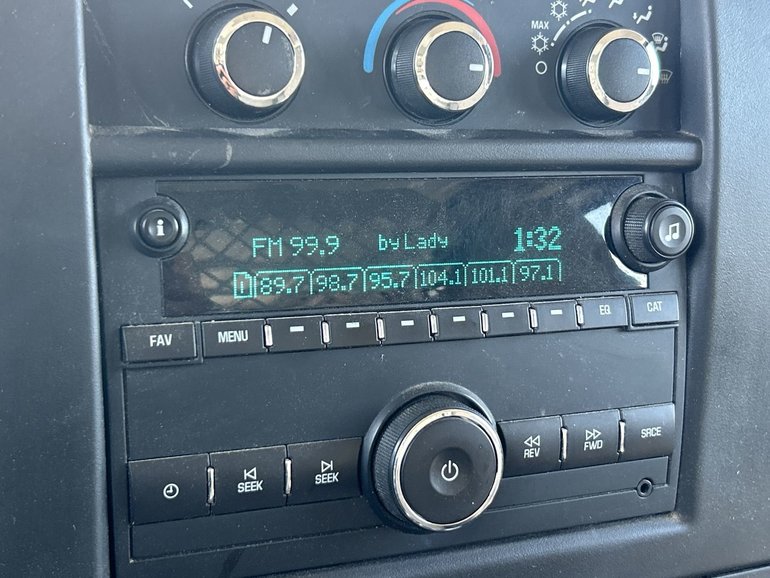 MAX
i
FM 99.9 by Lady 1:32
1 89.7 98.7 95.7 104.1 101.1 97.1
FAV MENU EQ CAT
SEEK SEEK REV FWD SRCE